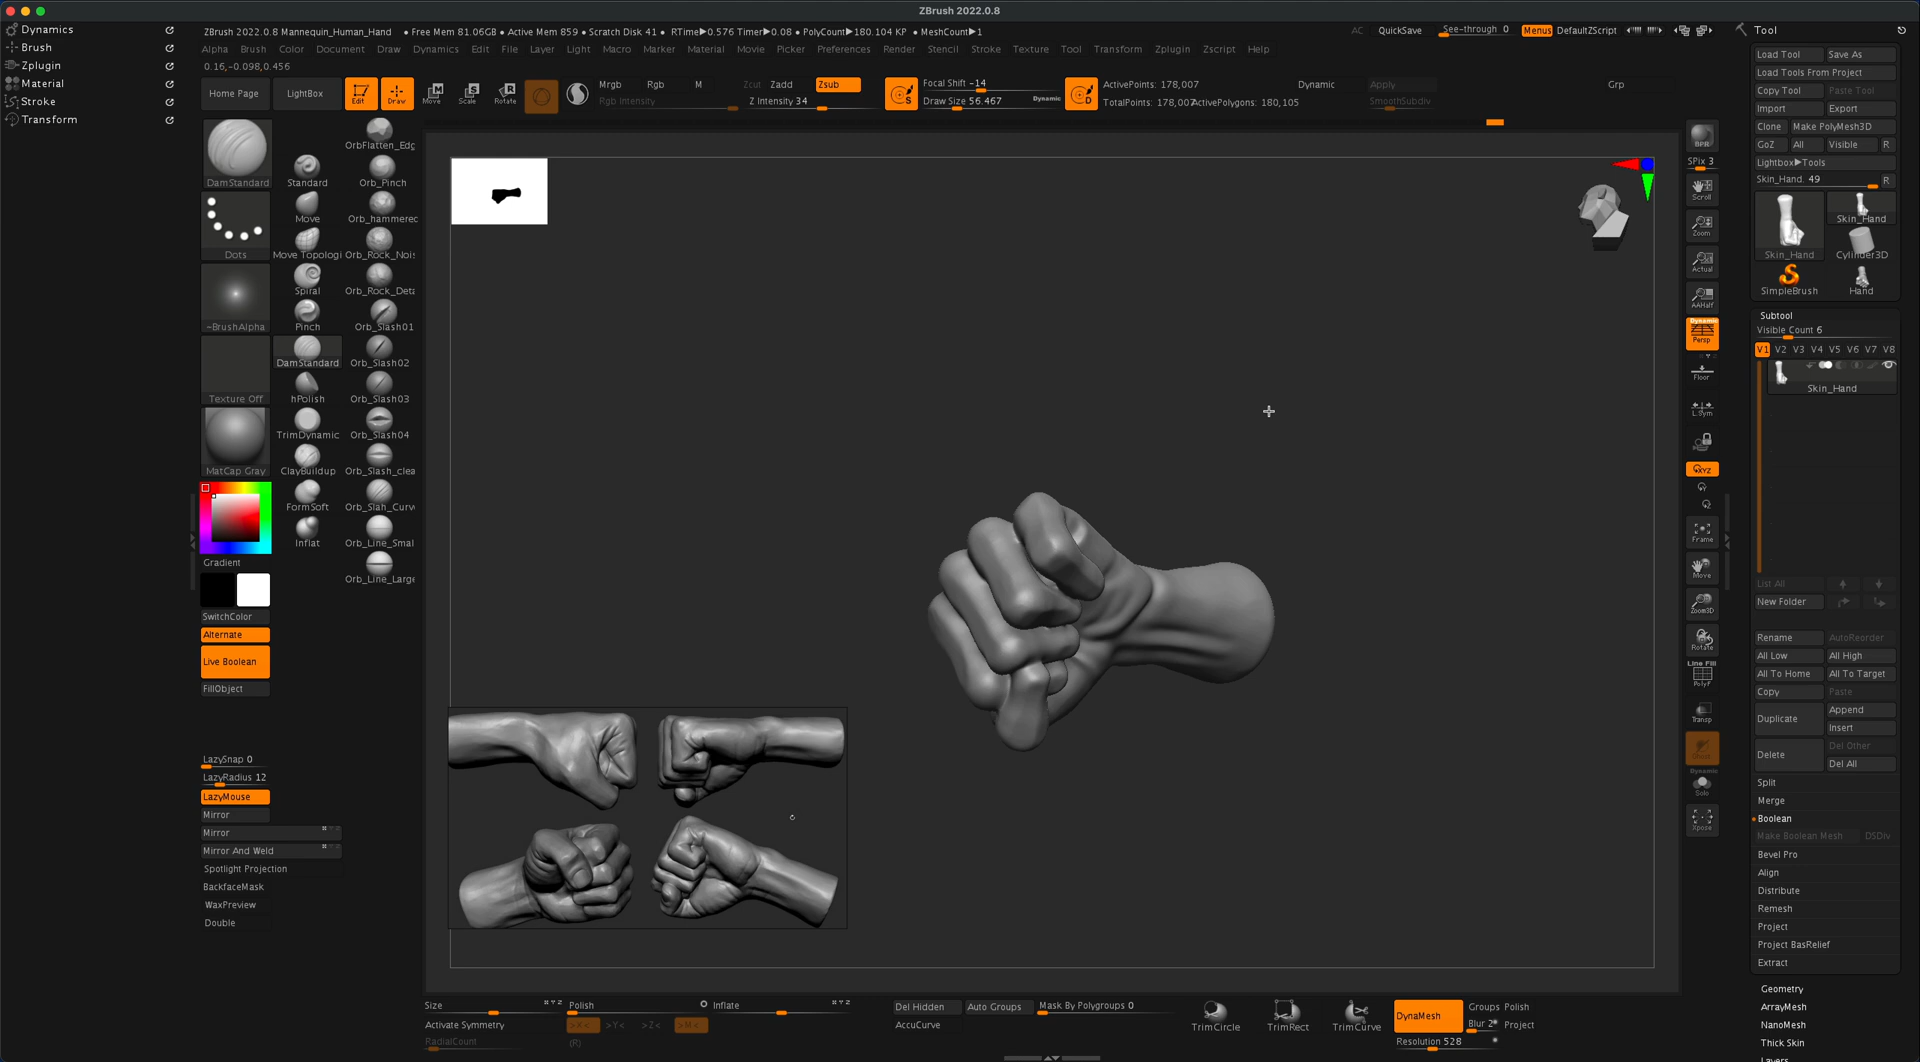 ZBrush 2022.0.8
Dynamics
Brush
Zplugin
Material
Stroke
Transform
ZBrush 2022.0.8 Mannequin_Human_Hand ● Free Mem 81.06GB ● Active Mem 859 ● Scratch Disk 41 ● RTime▶0.576 Timer▶0.08 ● PolyCount▶180.104 KP ● MeshCount▶1
AC QuickSave See-through 0 Menus DefaultZScript
Alpha Brush Color Document Draw Dynamics Edit File Layer Light Macro Marker Material Movie Picker Preferences Render Stencil Stroke Texture Tool Transform Zplugin Zscript Help
0.16,-0.098,0.456
Home Page LightBox Edit Draw Move Scale Rotate
Mrgb Rgb M Zcut Zadd Zsub
Rgb Intensity Z Intensity 34
Focal Shift -14
Draw Size 56.467 Dynamic
ActivePoints: 178,007
TotalPoints: 178,007 ActivePolygons: 180,105
Dynamic Apply Grp
SmoothSubdiv
DamStandard
Dots
~BrushAlpha
Texture Off
MatCap Gray
Gradient
SwitchColor
Alternate
Live Boolean
FillObject
LazySnap 0
LazyRadius 12
LazyMouse
Mirror
Mirror
Mirror And Weld
Spotlight Projection
BackfaceMask
WaxPreview
Double
Standard
Move
Move Topologi
Spiral
Pinch
DamStandard
hPolish
TrimDynamic
ClayBuildup
FormSoft
Inflat
OrbFlatten_Edg
Orb_Pinch
Orb_hammered
Orb_Rock_Nois
Orb_Rock_Deta
Orb_Slash01
Orb_Slash02
Orb_Slash03
Orb_Slash04
Orb_Slash_clea
Orb_Slah_Curv
Orb_Line_Smal
Orb_Line_Large
BPR
SPix 3
Scroll
Zoom
Actual
AAHalf
Dynamic
Persp
Floor
L.Sym
XYZ
Frame
Move
Zoom3D
Rotate
Line Fill
PolyF
Transp
Ghost
Dynamic
Solo
Xpose
Tool
Load Tool Save As
Load Tools From Project
Copy Tool Paste Tool
Import Export
Clone Make PolyMesh3D
GoZ All Visible R
Lightbox▶Tools
Skin_Hand. 49 R
Skin_Hand Skin_Hand
Cylinder3D
SimpleBrush Hand
Subtool
Visible Count 6
V1 V2 V3 V4 V5 V6 V7 V8
Skin_Hand
List All
New Folder
Rename AutoReorder
All Low All High
All To Home All To Target
Copy Paste
Duplicate Append
Insert
Delete Del Other
Del All
Split
Merge
Boolean
Make Boolean Mesh DSDiv
Bevel Pro
Align
Distribute
Remesh
Project
Project BasRelief
Extract
Geometry
ArrayMesh
NanoMesh
Thick Skin
Layers
Size Polish Inflate
Activate Symmetry >X< >Y< >Z< >M<
RadialCount (R)
Del Hidden Auto Groups Mask By Polygroups 0
AccuCurve
TrimCircle TrimRect TrimCurve
DynaMesh
Groups Polish
Blur 2 Project
Resolution 528